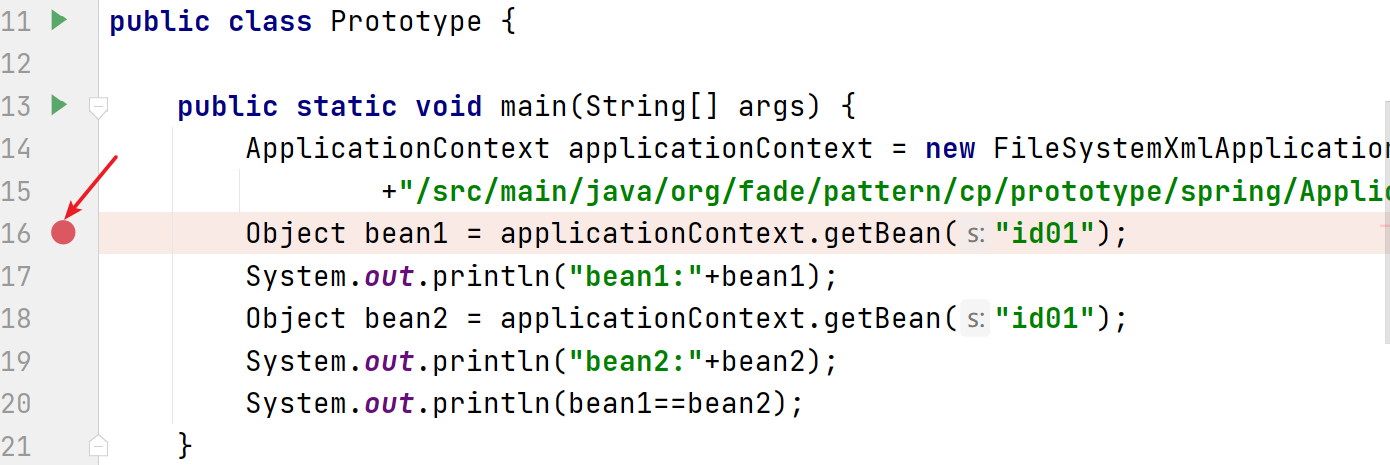 11 public class Prototype {
12
13 public static void main(String[] args) {
14 ApplicationContext applicationContext = new FileSystemXmlApplication
15 +"/src/main/java/org/fade/pattern/cp/prototype/spring/Applic
16 Object bean1 = applicationContext.getBean( s: "id01");
17 System.out.println("bean1:"+bean1);
18 Object bean2 = applicationContext.getBean( s: "id01");
19 System.out.println("bean2:"+bean2);
20 System.out.println(bean1==bean2);
21 }